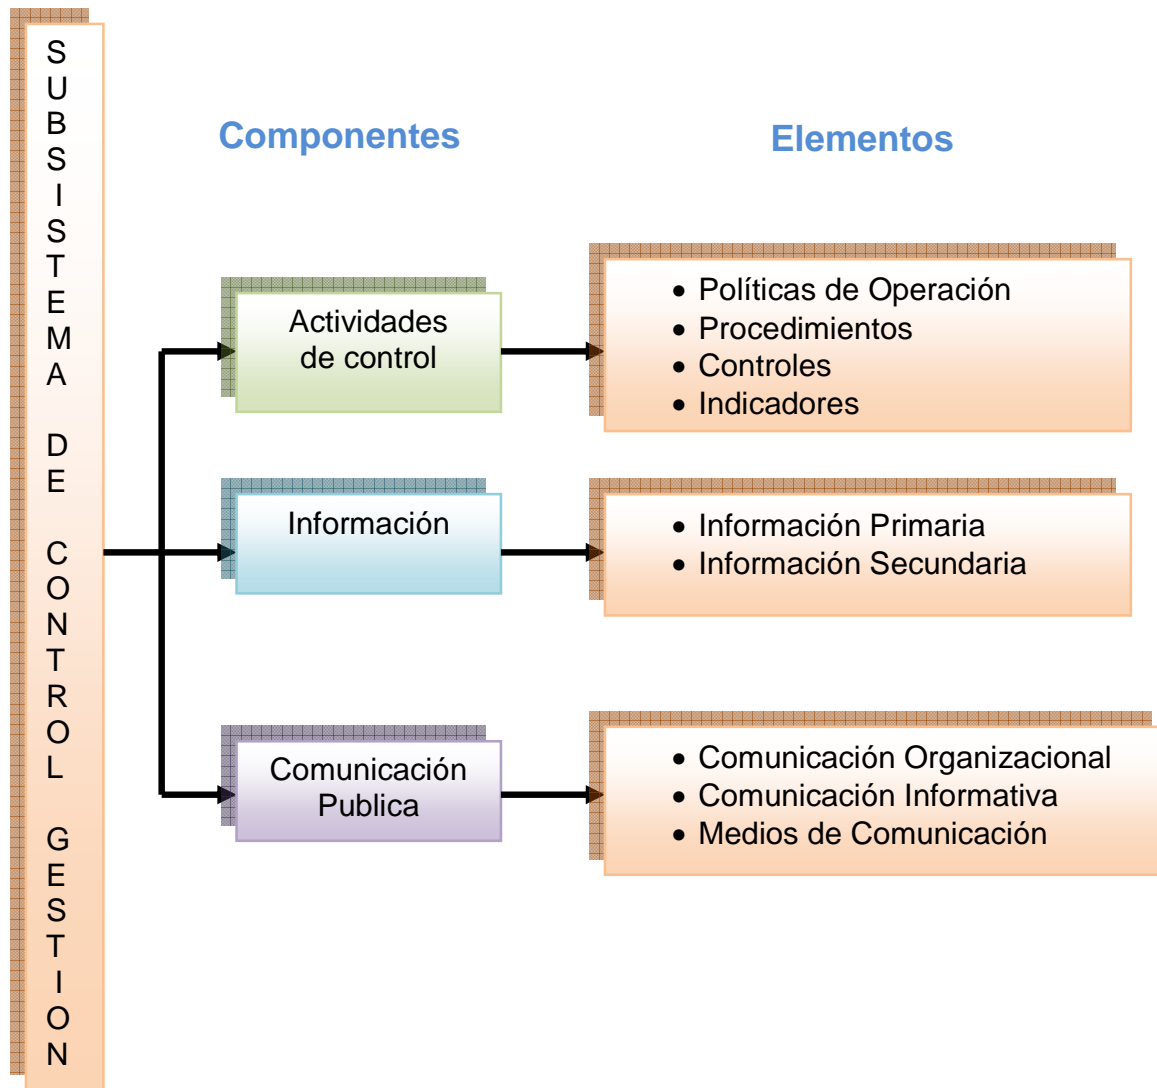 SUBSISTEMA DE CONTROL GESTION
Componentes
Elementos
Actividades
de control
• Políticas de Operación
• Procedimientos
• Controles
• Indicadores
Información
• Información Primaria
• Información Secundaria
Comunicación
Publica
• Comunicación Organizacional
• Comunicación Informativa
• Medios de Comunicación